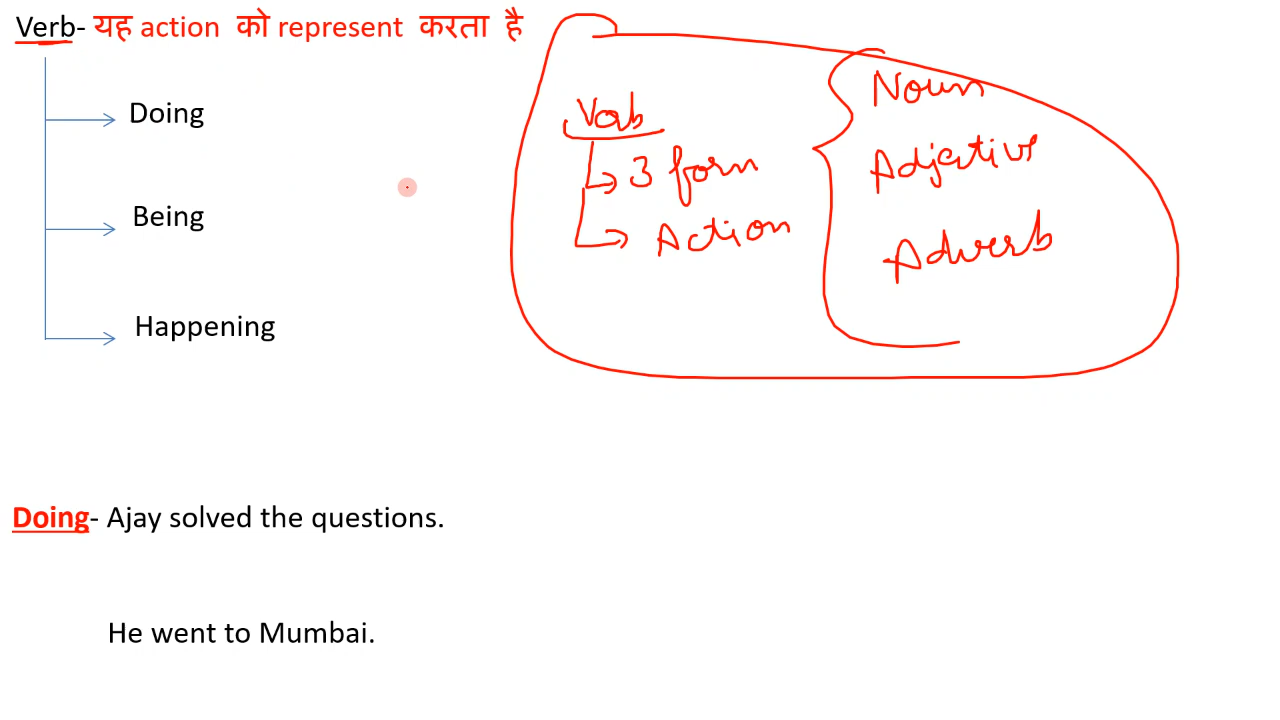 Verb- यह action को represent करता है
Doing
Being
Happening
Verb
3 form
Action
Noun
Adjective
Adverb
Doing- Ajay solved the questions.
He went to Mumbai.